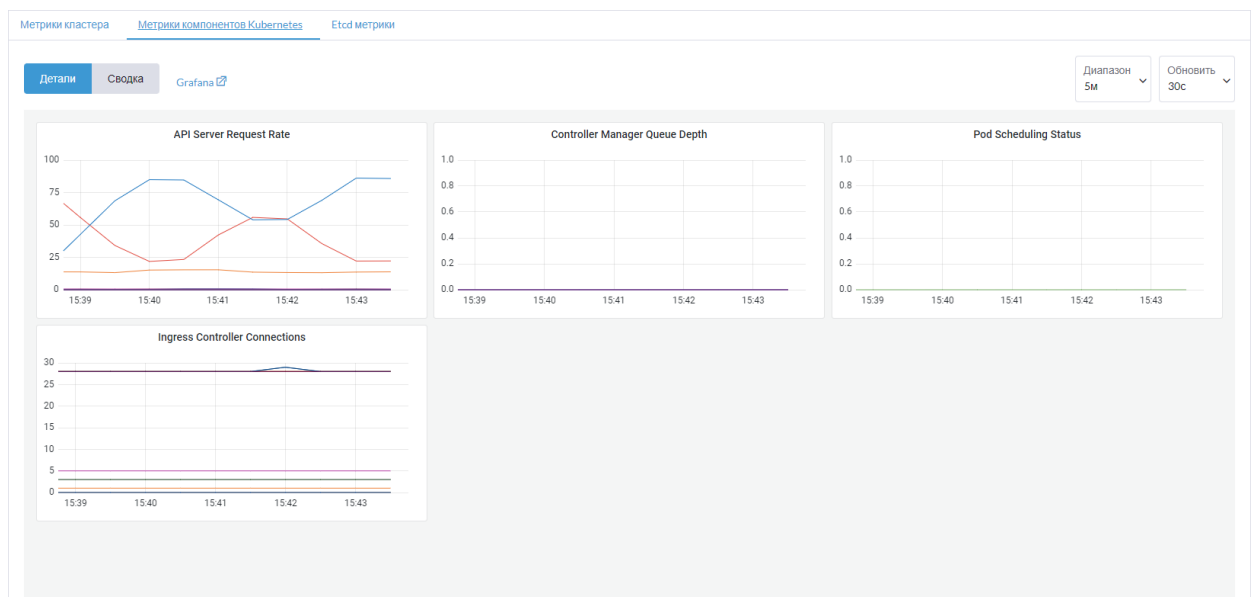 Метрики кластера Метрики компонентов Kubernetes Etcd метрики
Детали Сводка Grafana
Диапазон
5м
Обновить
30с
API Server Request Rate
100
75
50
25
0
15:39 15:40 15:41 15:42 15:43
Controller Manager Queue Depth
1.0
0.8
0.6
0.4
0.2
0.0
15:39 15:40 15:41 15:42 15:43
Pod Scheduling Status
1.0
0.8
0.6
0.4
0.2
0.0
15:39 15:40 15:41 15:42 15:43
Ingress Controller Connections
30
25
20
15
10
5
0
15:39 15:40 15:41 15:42 15:43